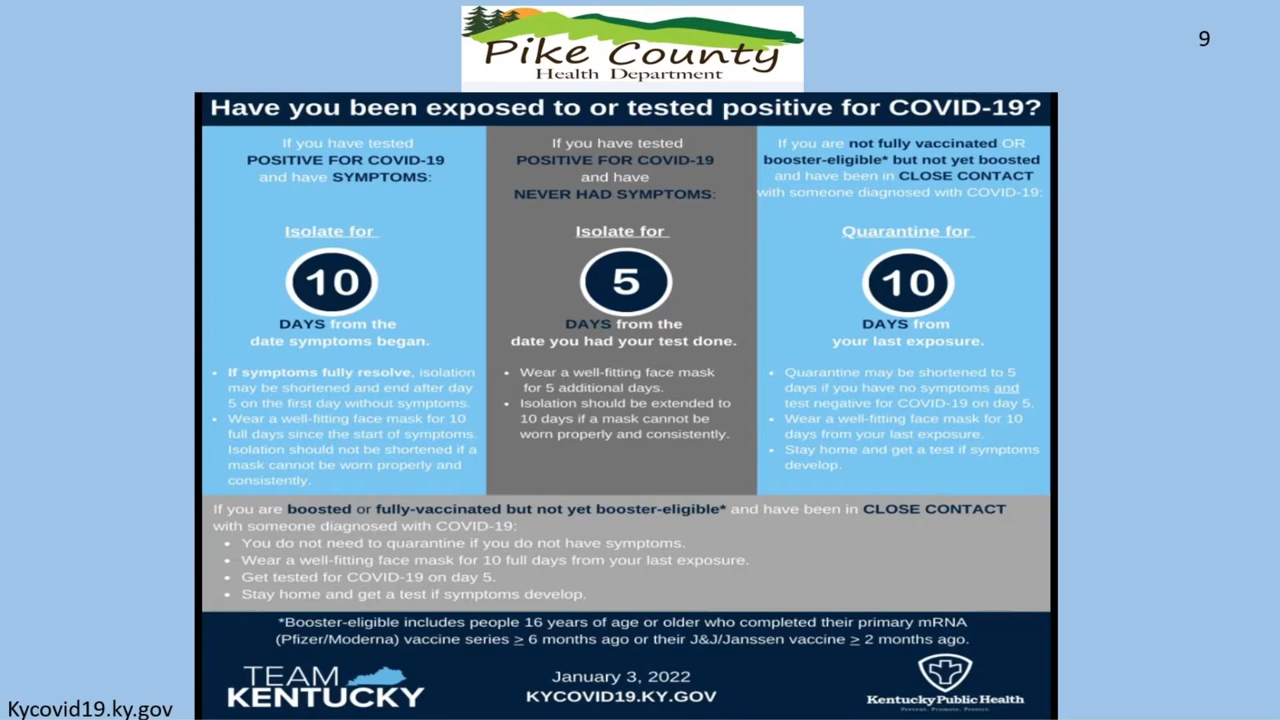 Pike County
Health Department
9
Have you been exposed to or tested positive for COVID-19?
If you have tested
POSITIVE FOR COVID-19
and have SYMPTOMS:
Isolate for
10
DAYS from the
date symptoms began.
• If symptoms fully resolve, isolation
may be shortened and end after day
5 on the first day without symptoms.
• Wear a well-fitting face mask for 10
full days since the start of symptoms.
Isolation should not be shortened if a
mask cannot be worn properly and
consistently.
If you have tested
POSITIVE FOR COVID-19
and have
NEVER HAD SYMPTOMS:
Isolate for
5
DAYS from the
date you had your test done.
• Wear a well-fitting face mask
for 5 additional days.
• Isolation should be extended to
10 days if a mask cannot be
worn properly and consistently.
If you are not fully vaccinated OR
booster-eligible* but not yet boosted
and have been in CLOSE CONTACT
with someone diagnosed with COVID-19:
Quarantine for
10
DAYS from
your last exposure.
• Quarantine may be shortened to 5
days if you have no symptoms and
test negative for COVID-19 on day 5.
• Wear a well-fitting face mask for 10
days from your last exposure.
• Stay home and get a test if symptoms
develop.
If you are boosted or fully-vaccinated but not yet booster-eligible* and have been in CLOSE CONTACT
with someone diagnosed with COVID-19:
• You do not need to quarantine if you do not have symptoms.
• Wear a well-fitting face mask for 10 full days from your last exposure.
• Get tested for COVID-19 on day 5.
• Stay home and get a test if symptoms develop.
*Booster-eligible includes people 16 years of age or older who completed their primary mRNA
(Pfizer/Moderna) vaccine series ≥ 6 months ago or their J&J/Janssen vaccine ≥ 2 months ago.
TEAM
KENTUCKY
January 3, 2022
KYCOVID19.KY.GOV
Kentucky Public Health
Prevent. Promote. Protect.
Kycovid19.ky.gov